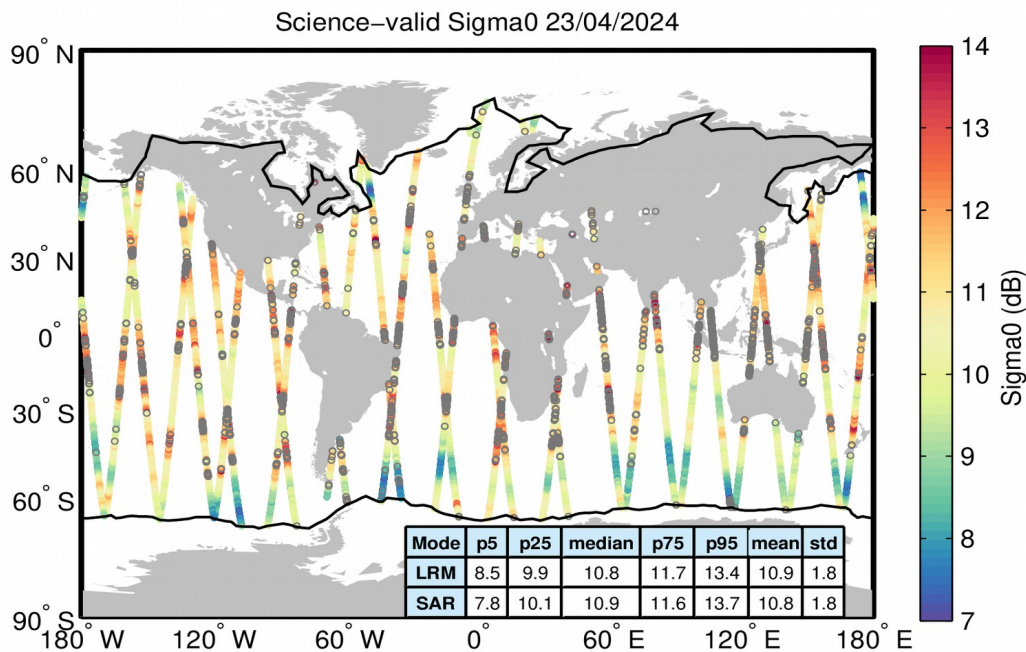 Science−valid Sigma0 23/04/2024
90° N
60° N
30° N
0°
30° S
60° S
90° S
180° W
120° W
60° W
0°
60° E
120° E
180° E
Mode p5 p25 median p75 p95 mean std
LRM 8.5 9.9 10.8 11.7 13.4 10.9 1.8
SAR 7.8 10.1 10.9 11.6 13.7 10.8 1.8
14
13
12
11
10
9
8
7
Sigma0 (dB)